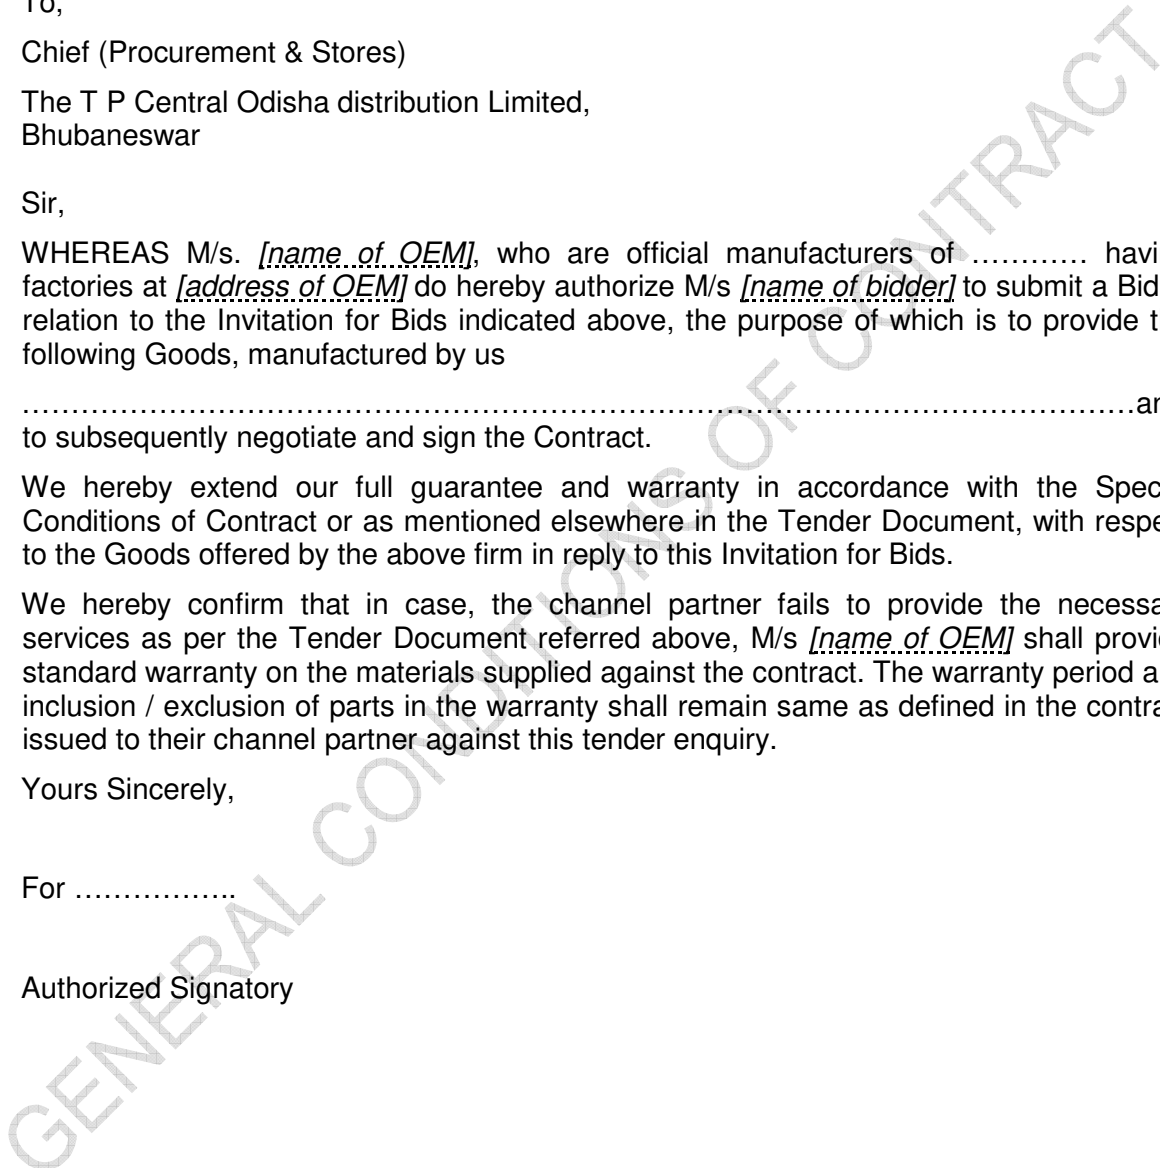 To,
Chief (Procurement & Stores)
The T P Central Odisha distribution Limited,
Bhubaneswar
Sir,
WHEREAS M/s. [name of OEM], who are official manufacturers of ………… havi
factories at [address of OEM] do hereby authorize M/s [name of bidder] to submit a Bid
relation to the Invitation for Bids indicated above, the purpose of which is to provide t
following Goods, manufactured by us
……………………………………………………………………………………………………an
to subsequently negotiate and sign the Contract.
We hereby extend our full guarantee and warranty in accordance with the Spec
Conditions of Contract or as mentioned elsewhere in the Tender Document, with respe
to the Goods offered by the above firm in reply to this Invitation for Bids.
We hereby confirm that in case, the channel partner fails to provide the necessa
services as per the Tender Document referred above, M/s [name of OEM] shall provi
standard warranty on the materials supplied against the contract. The warranty period a
inclusion / exclusion of parts in the warranty shall remain same as defined in the contra
issued to their channel partner against this tender enquiry.
Yours Sincerely,
For ……………..
Authorized Signatory
GENERAL CONDITIONS OF CONTRACT